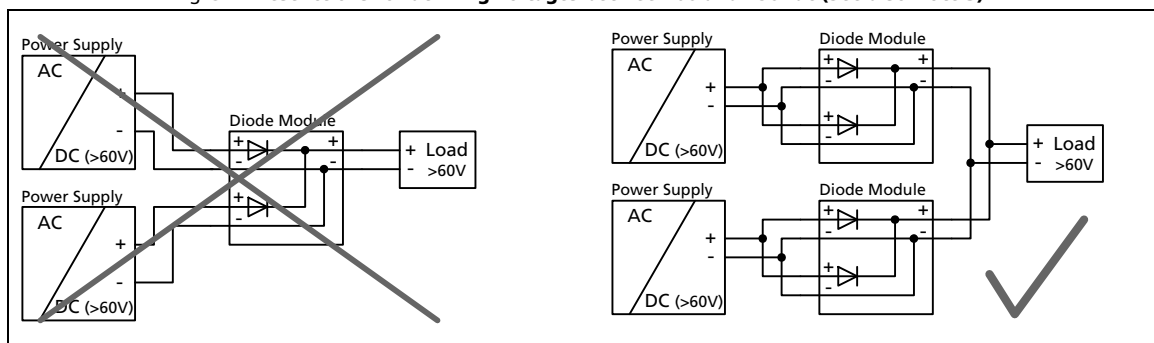 Power Supply
AC
+
-
DC (>60V)
Power Supply
AC
+
-
DC (>60V)
Diode Module
+
-
+
-
+
-
+ Load
- >60V
Power Supply
AC
+
-
DC (>60V)
Diode Module
+
-
+
-
+
-
Power Supply
AC
+
-
DC (>60V)
Diode Module
+
-
+
-
+
-
+ Load
- >60V